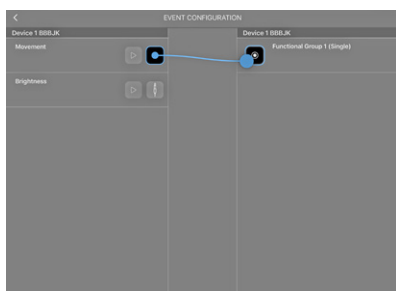 EVENT CONFIGURATION
Device 1 BBBJK
Movement
Brightness
Device 1 BBBJK
Functional Group 1 (Single)